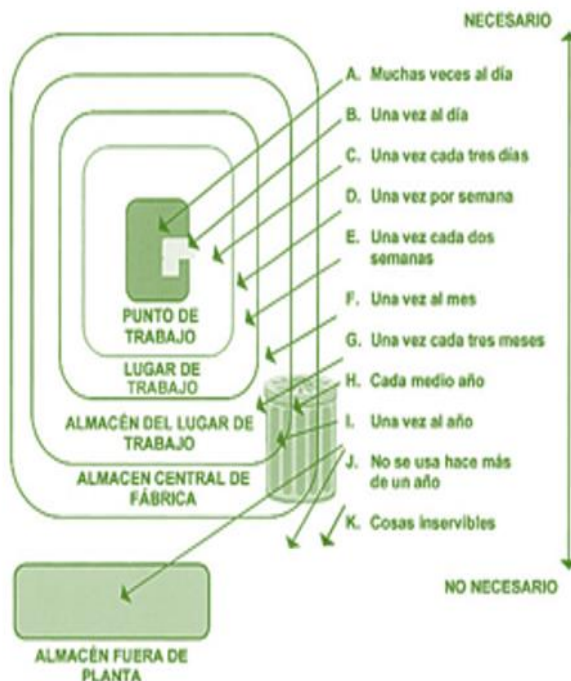 NECESARIO
A. Muchas veces al día
B. Una vez al día
C. Una vez cada tres días
D. Una vez por semana
E. Una vez cada dos
semanas
F. Una vez al mes
G. Una vez cada tres meses
H. Cada medio año
I. Una vez al año
J. No se usa hace más
de un año
K. Cosas inservibles
NO NECESARIO
PUNTO DE
TRABAJO
LUGAR DE
TRABAJO
ALMACÉN DEL LUGAR DE
TRABAJO
ALMACEN CENTRAL DE
FÁBRICA
ALMACÉN FUERA DE
PLANTA